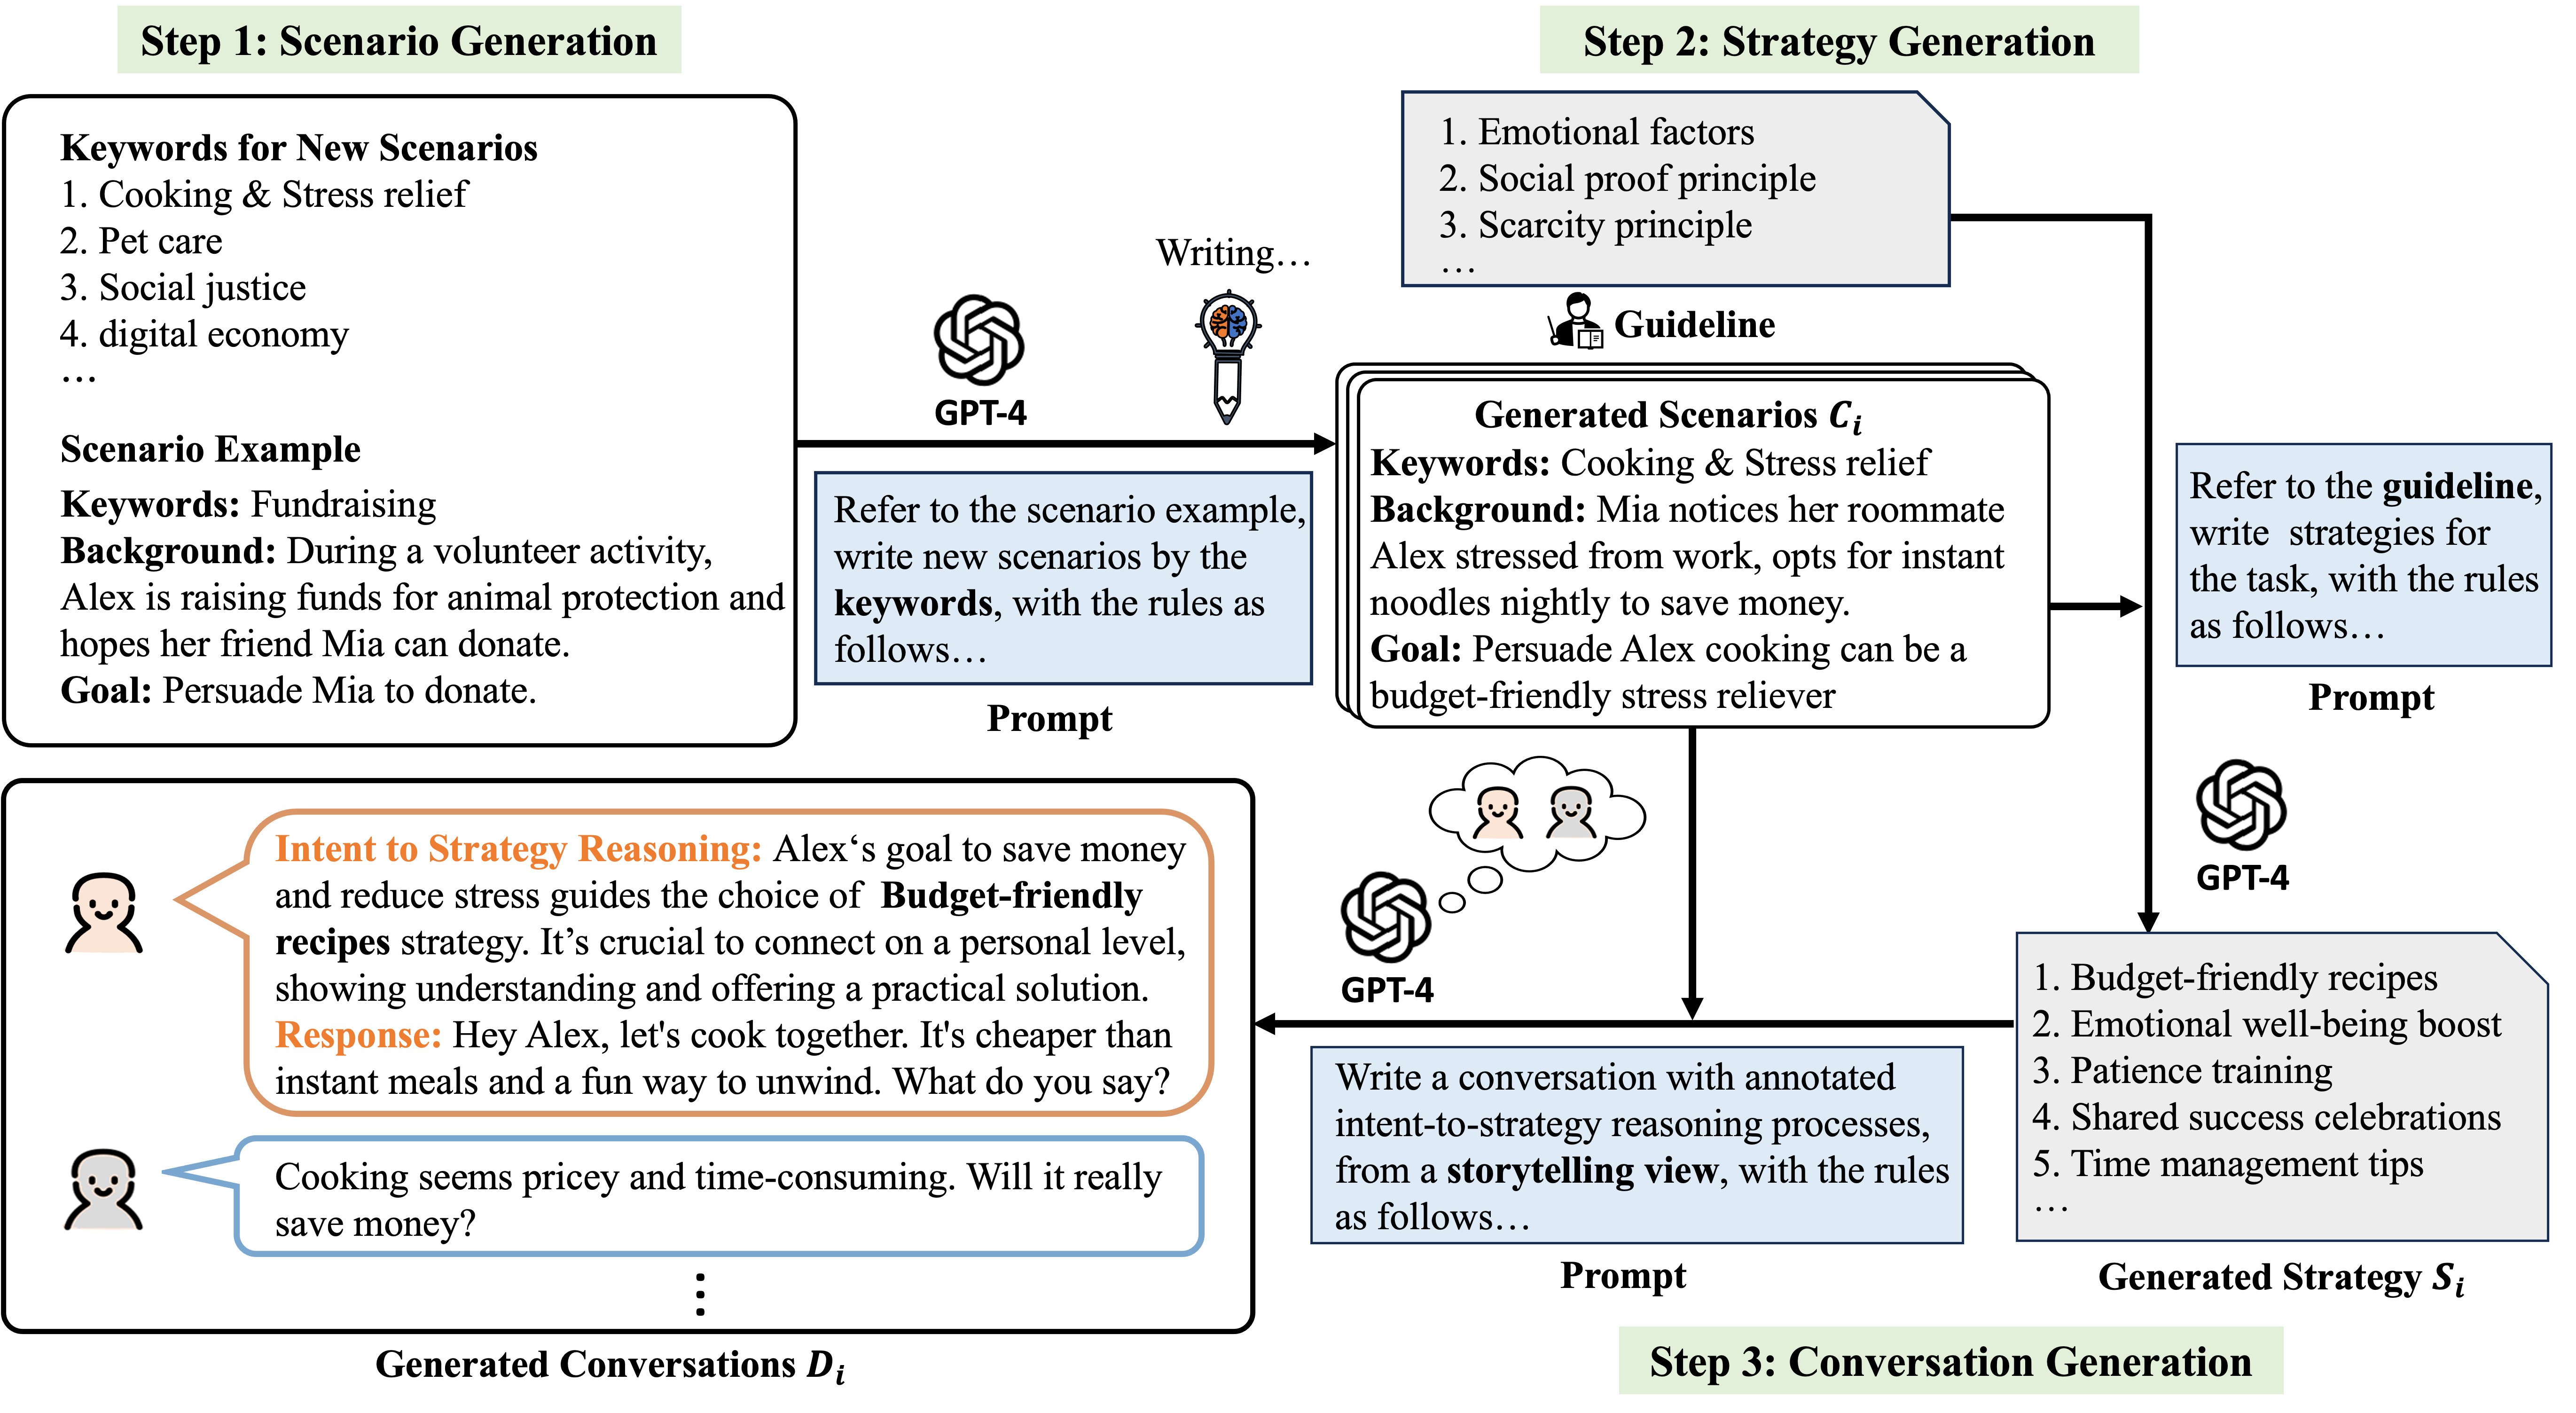 Step 1: Scenario Generation
Keywords for New Scenarios
1. Cooking & Stress relief
2. Pet care
3. Social justice
4. digital economy
…
Scenario Example
Keywords: Fundraising
Background: During a volunteer activity,
Alex is raising funds for animal protection and
hopes her friend Mia can donate.
Goal: Persuade Mia to donate.
GPT-4
Writing…
Refer to the scenario example,
write new scenarios by the
keywords, with the rules as
follows…
Prompt
Step 2: Strategy Generation
1. Emotional factors
2. Social proof principle
3. Scarcity principle
…
Guideline
Generated Scenarios Cᵢ
Keywords: Cooking & Stress relief
Background: Mia notices her roommate
Alex stressed from work, opts for instant
noodles nightly to save money.
Goal: Persuade Alex cooking can be a
budget-friendly stress reliever
Refer to the guideline,
write strategies for
the task, with the rules
as follows…
Prompt
GPT-4
1. Budget-friendly recipes
2. Emotional well-being boost
3. Patience training
4. Shared success celebrations
5. Time management tips
…
Generated Strategy Sᵢ
Step 3: Conversation Generation
GPT-4
Write a conversation with annotated
intent-to-strategy reasoning processes,
from a storytelling view, with the rules
as follows…
Prompt
Intent to Strategy Reasoning: Alex‘s goal to save money
and reduce stress guides the choice of Budget-friendly
recipes strategy. It’s crucial to connect on a personal level,
showing understanding and offering a practical solution.
Response: Hey Alex, let's cook together. It's cheaper than
instant meals and a fun way to unwind. What do you say?
Cooking seems pricey and time-consuming. Will it really
save money?
⋮
Generated Conversations Dᵢ